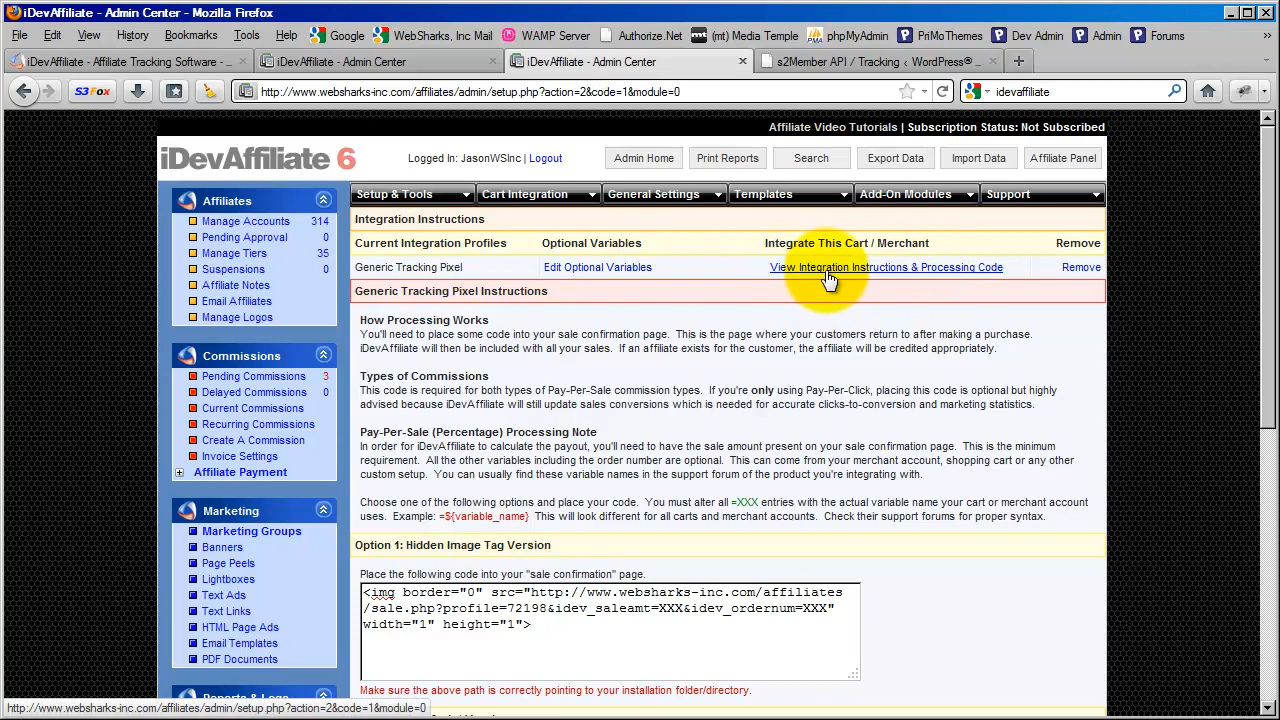 iDevAffiliate - Admin Center - Mozilla Firefox
File Edit View History Bookmarks Tools Help Google WebSharks, Inc Mail WAMP Server Authorize.Net (mt) Media Temple phpMyAdmin PriMoThemes Dev Admin Admin Forums »
iDevAffiliate - Affiliate Tracking Software - ... iDevAffiliate - Admin Center iDevAffiliate - Admin Center s2Member API / Tracking ‹ WordPress® ...
S3Fox http://www.websharks-inc.com/affiliates/admin/setup.php?action=2&code=1&module=0 idevaffiliate
Affiliate Video Tutorials | Subscription Status: Not Subscribed
iDevAffiliate 6 Logged In: JasonWSInc | Logout Admin Home Print Reports Search Export Data Import Data Affiliate Panel
Setup & Tools Cart Integration General Settings Templates Add-On Modules Support
Affiliates
Manage Accounts 314
Pending Approval 0
Manage Tiers 35
Suspensions 0
Affiliate Notes
Email Affiliates
Manage Logos
Commissions
Pending Commissions 3
Delayed Commissions 0
Current Commissions
Recurring Commissions
Create A Commission
Invoice Settings
Affiliate Payment
Marketing
Marketing Groups
Banners
Page Peels
Lightboxes
Text Ads
Text Links
HTML Page Ads
Email Templates
PDF Documents
Reports & Logs
Integration Instructions
Current Integration Profiles Optional Variables Integrate This Cart / Merchant Remove
Generic Tracking Pixel Edit Optional Variables View Integration Instructions & Processing Code Remove
Generic Tracking Pixel Instructions
How Processing Works
You'll need to place some code into your sale confirmation page. This is the page where your customers return to after making a purchase.
iDevAffiliate will then be included with all your sales. If an affiliate exists for the customer, the affiliate will be credited appropriately.
Types of Commissions
This code is required for both types of Pay-Per-Sale commission types. If you're only using Pay-Per-Click, placing this code is optional but highly
advised because iDevAffiliate will still update sales conversions which is needed for accurate clicks-to-conversion and marketing statistics.
Pay-Per-Sale (Percentage) Processing Note
In order for iDevAffiliate to calculate the payout, you'll need to have the sale amount present on your sale confirmation page. This is the minimum
requirement. All the other variables including the order number are optional. This can come from your merchant account, shopping cart or any other
custom setup. You can usually find these variable names in the support forum of the product you're integrating with.
Choose one of the following options and place your code. You must alter all =XXX entries with the actual variable name your cart or merchant account
uses. Example: =${variable_name} This will look different for all carts and merchant accounts. Check their support forums for proper syntax.
Option 1: Hidden Image Tag Version
Place the following code into your "sale confirmation" page.
<img border="0" src="http://www.websharks-inc.com/affiliates
/sale.php?profile=72198&idev_saleamt=XXX&idev_ordernum=XXX"
width="1" height="1">
Make sure the above path is correctly pointing to your installation folder/directory.
http://www.websharks-inc.com/affiliates/admin/setup.php?action=2&code=1&module=0